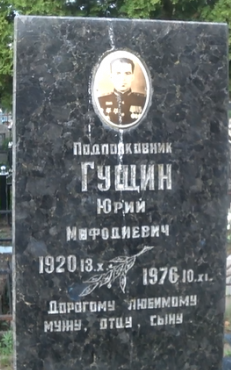 Подполковник
ГУЩИН
Юрий
Мефодиевич
1920 13.x.
1976 10.xi.
Дорогому любимому
мужу, отцу, сыну